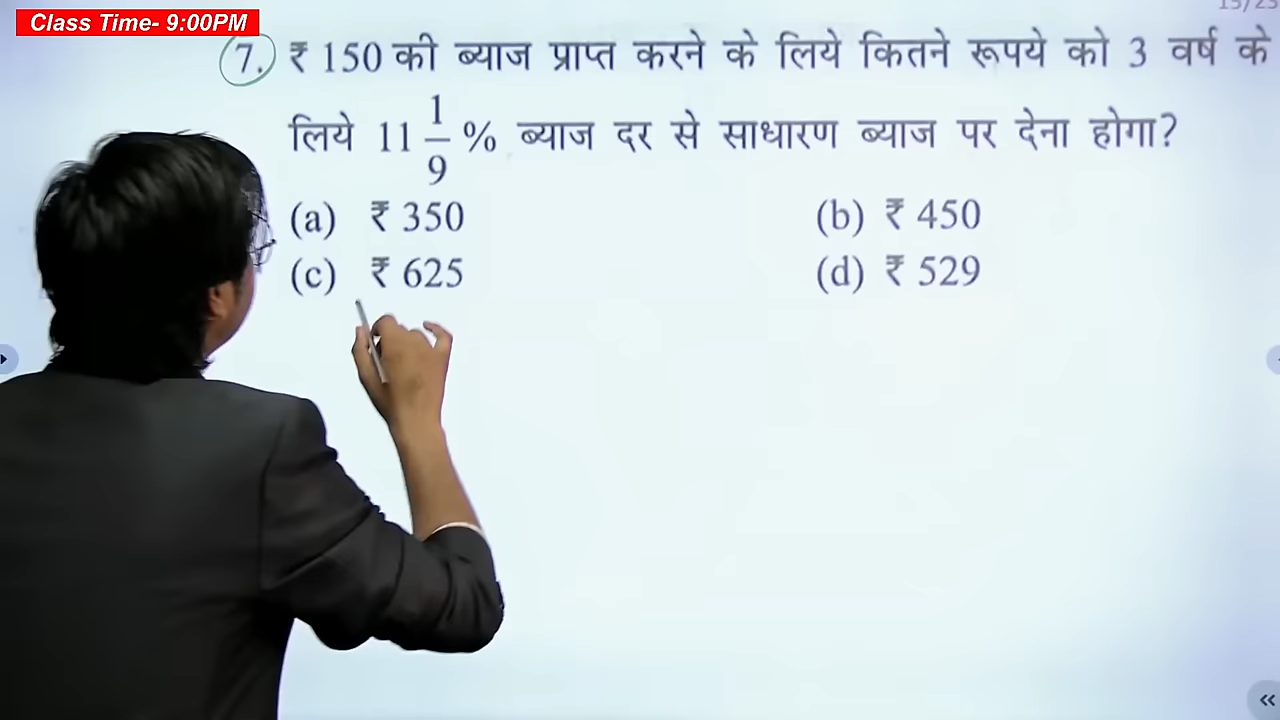 Class Time- 9:00PM
7. ₹ 150 की ब्याज प्राप्त करने के लिये कितने रूपये को 3 वर्ष के
लिये 11 1/9 % ब्याज दर से साधारण ब्याज पर देना होगा?
(a) ₹ 350 (b) ₹ 450
(c) ₹ 625 (d) ₹ 529